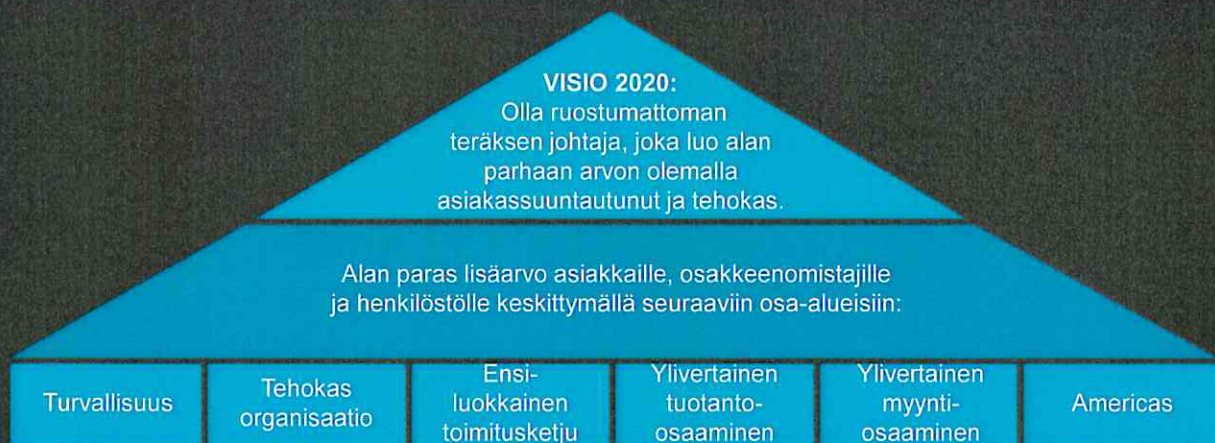 VISIO 2020:
Olla ruostumattoman
teräksen johtaja, joka luo alan
parhaan arvon olemalla
asiakassuuntautunut ja tehokas.
Alan paras lisäarvo asiakkaille, osakkeenomistajille
ja henkilöstölle keskittymällä seuraaviin osa-alueisiin:
Turvallisuus
Tehokas
organisaatio
Ensi-
luokkainen
toimitusketju
Ylivertainen
tuotanto-
osaaminen
Ylivertainen
myynti-
osaaminen
Americas